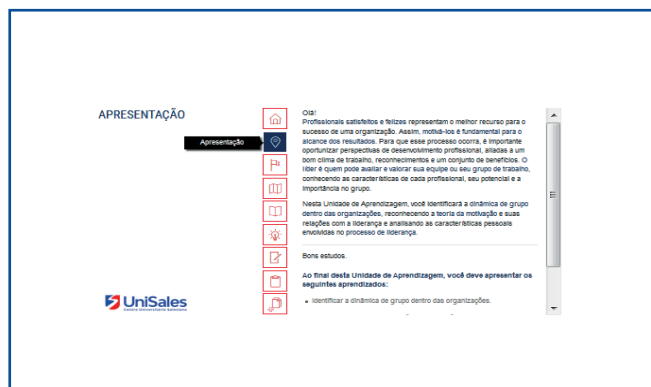 APRESENTAÇÃO
Apresentação
Olá!
Profissionais satisfeitos e felizes representam o melhor recurso para o
sucesso de uma organização. Assim, motivá-los é fundamental para o
alcance dos resultados. Para que esse processo ocorra, é importante
oportunizar perspectivas de desenvolvimento profissional, aliadas a um
bom clima de trabalho, reconhecimentos e um conjunto de benefícios. O
líder é quem pode avaliar e valorar sua equipe ou seu grupo de trabalho,
conhecendo as características de cada profissional, seu potencial e a
importância no grupo.
Nesta Unidade de Aprendizagem, você identificará a dinâmica de grupo
dentro das organizações, reconhecendo a teoria da motivação e suas
relações com a liderança e analisando as características pessoais
envolvidas no processo de liderança.
Bons estudos.
Ao final desta Unidade de Aprendizagem, você deve apresentar os
seguintes aprendizados:
• Identificar a dinâmica de grupo dentro das organizações.
UniSales
Centro Universitário Salesiano